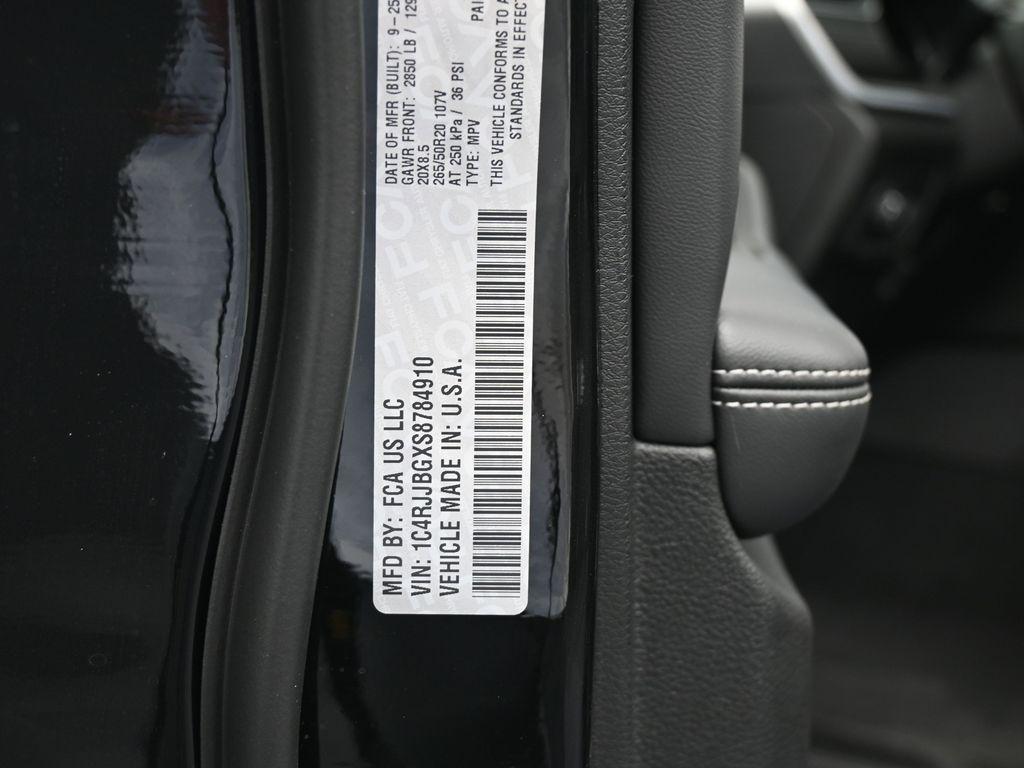 MFD BY: FCA US LLC
VIN: 1C4RJJBGXS8784910
VEHICLE MADE IN: U.S.A.
DATE OF MFR (BUILT): 9-25
GAWR FRONT: 2850 LB / 129
20X8.5
265/50R20 107V
AT 250 kPa / 36 PSI
TYPE: MPV PAI
THIS VEHICLE CONFORMS TO A
STANDARDS IN EFFECT